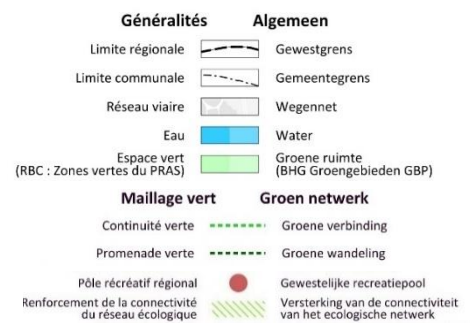 Généralités Algemeen
Limite régionale Gewestgrens
Limite communale Gemeentegrens
Réseau viaire Wegennet
Eau Water
Espace vert Groene ruimte
(RBC : Zones vertes du PRAS) (BHG Groengebieden GBP)
Maillage vert Groen netwerk
Continuité verte Groene verbinding
Promenade verte Groene wandeling
Pôle récréatif régional Gewestelijke recreatiepool
Renforcement de la connectivité Versterking van de connectiviteit
du réseau écologique van het ecologische netwerk